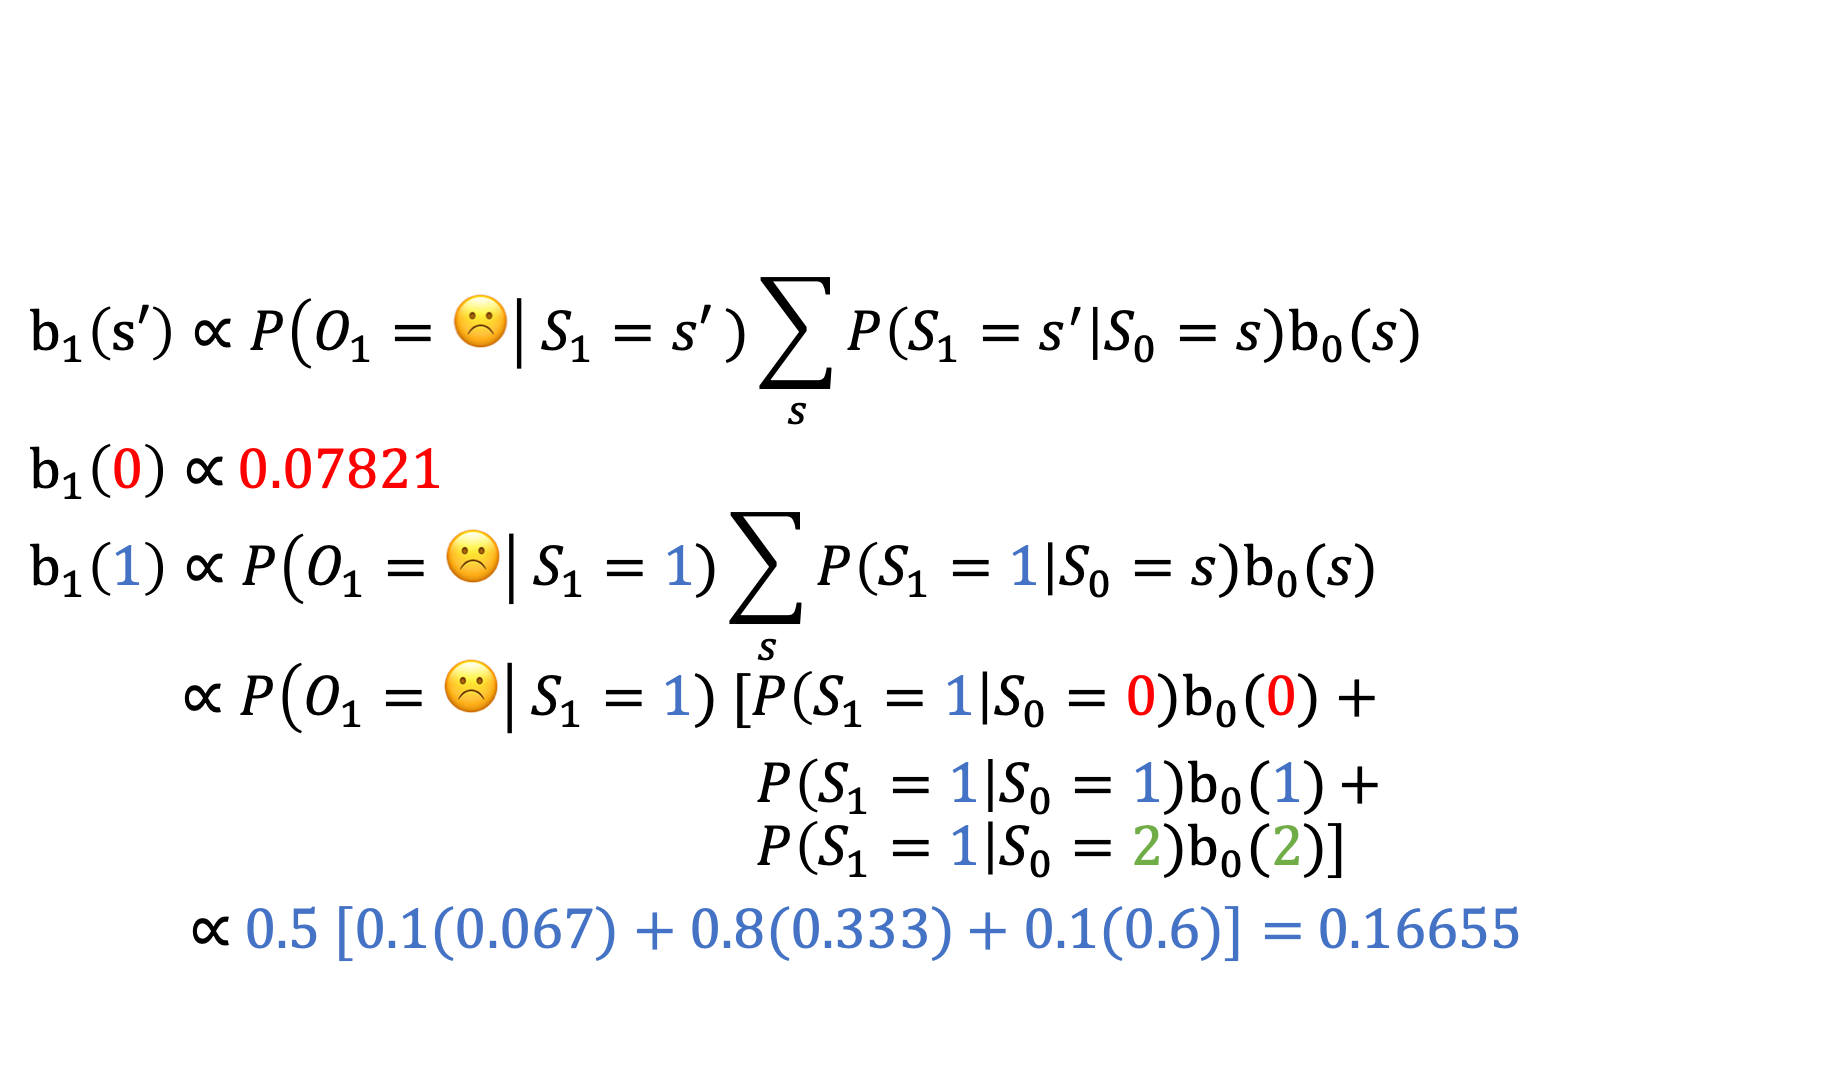 b₁(s′) ∝ P(O₁ = ☹️| S₁ = s′) ∑ₛ P(S₁ = s′|S₀ = s)b₀(s)
b₁(0) ∝ 0.07821
b₁(1) ∝ P(O₁ = ☹️| S₁ = 1) ∑ₛ P(S₁ = 1|S₀ = s)b₀(s)
∝ P(O₁ = ☹️| S₁ = 1) [P(S₁ = 1|S₀ = 0)b₀(0) +
P(S₁ = 1|S₀ = 1)b₀(1) +
P(S₁ = 1|S₀ = 2)b₀(2)]
∝ 0.5 [0.1(0.067) + 0.8(0.333) + 0.1(0.6)] = 0.16655